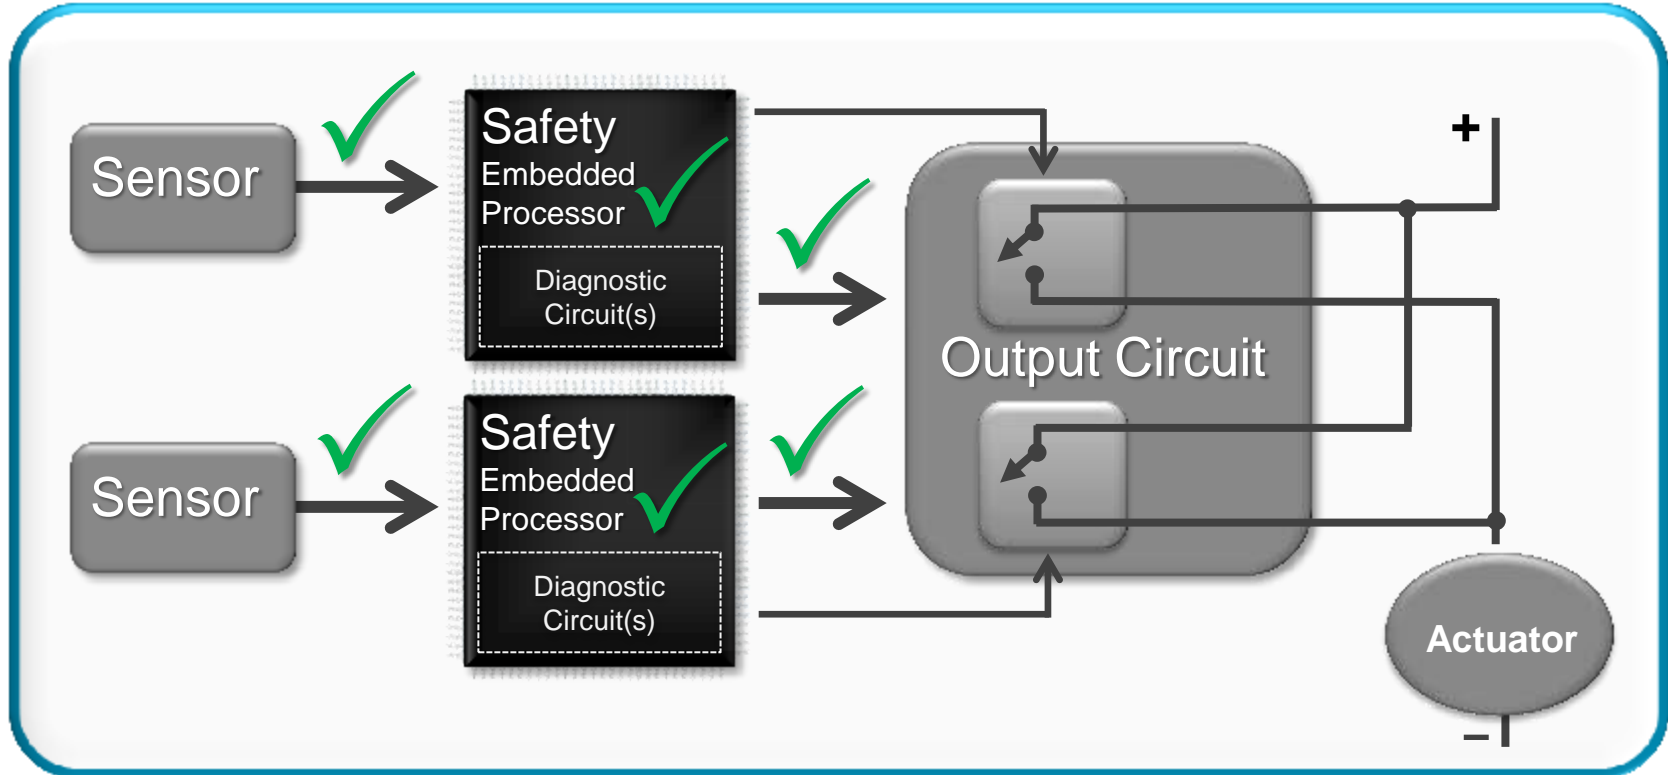 Sensor
Safety
Embedded
Processor
Diagnostic
Circuit(s)
Sensor
Safety
Embedded
Processor
Diagnostic
Circuit(s)
Output Circuit
+
Actuator
−